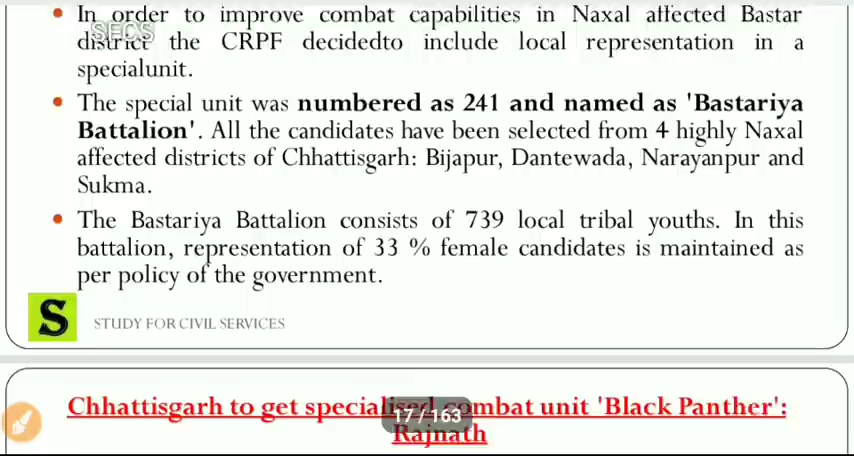 • In order to improve combat capabilities in Naxal affected Bastar
SFCS
district the CRPF decidedto include local representation in a
specialunit.
• The special unit was numbered as 241 and named as 'Bastariya
Battalion'. All the candidates have been selected from 4 highly Naxal
affected districts of Chhattisgarh: Bijapur, Dantewada, Narayanpur and
Sukma.
• The Bastariya Battalion consists of 739 local tribal youths. In this
battalion, representation of 33 % female candidates is maintained as
per policy of the government.
S
STUDY FOR CIVIL SERVICES
Chhattisgarh to get specialised combat unit 'Black Panther':
17 / 163
Rajnath